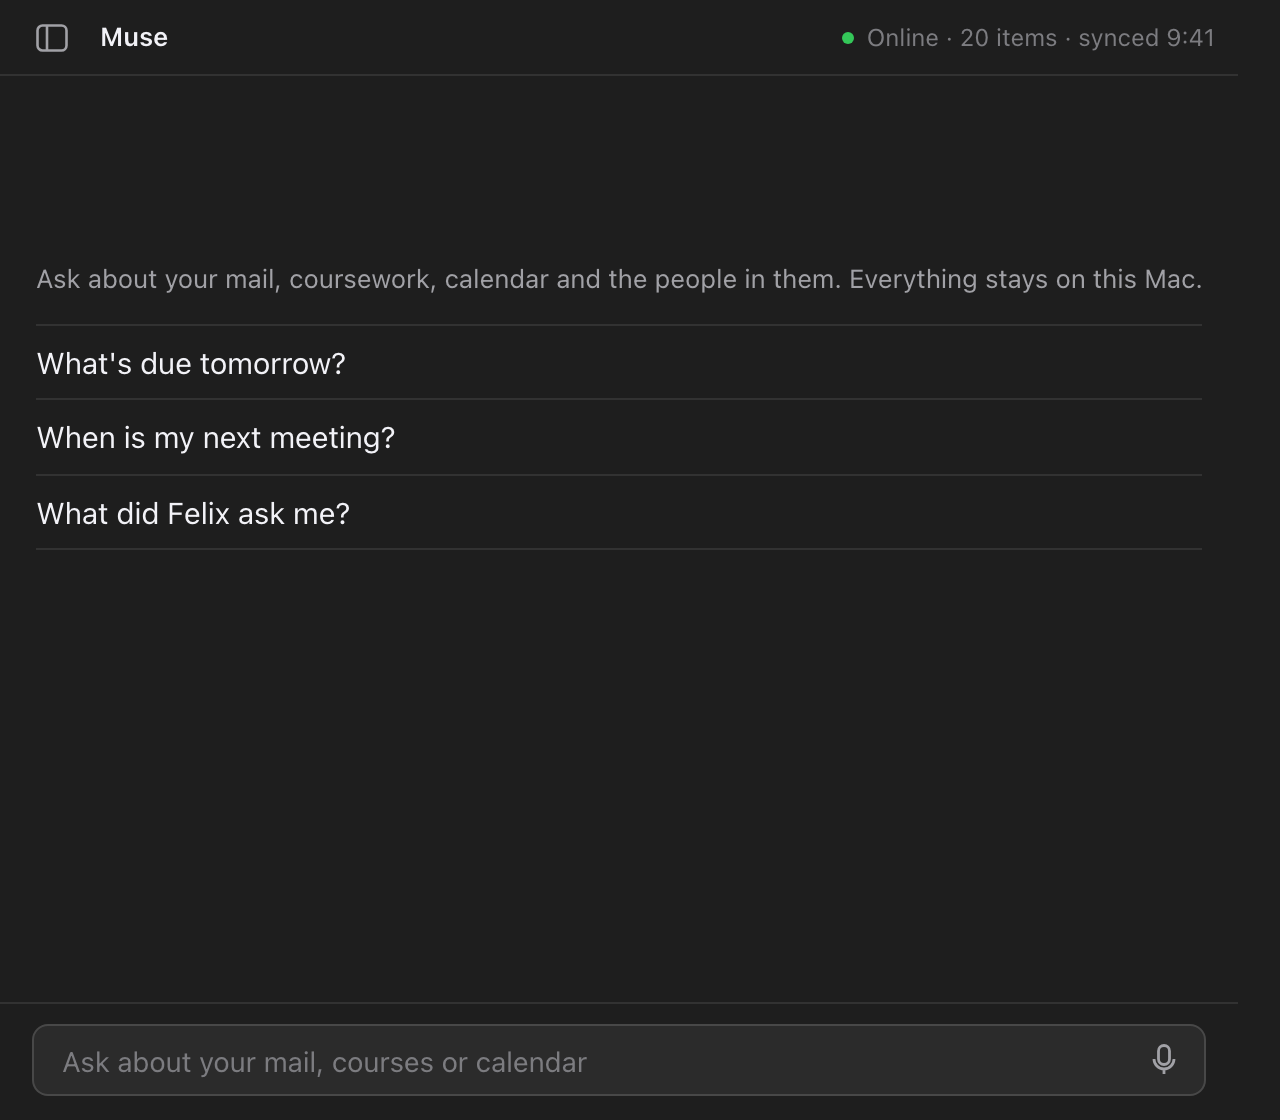 Muse
Online · 20 items · synced 9:41
Ask about your mail, coursework, calendar and the people in them. Everything stays on this Mac.
What's due tomorrow?
When is my next meeting?
What did Felix ask me?
Ask about your mail, courses or calendar